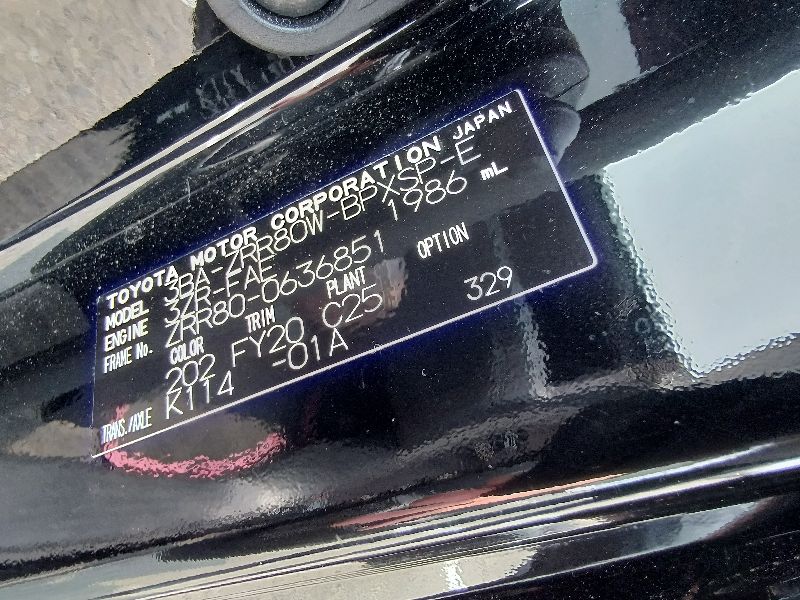 TOYOTA MOTOR CORPORATION JAPAN
MODEL 3BA-ZRR80W-BPXSP-E
ENGINE 3ZR-FAE 1986 mL
FRAME No. ZRR80-0636851
COLOR TRIM PLANT OPTION
202 FY20 C25 329
TRANS./AXLE K114 -01A